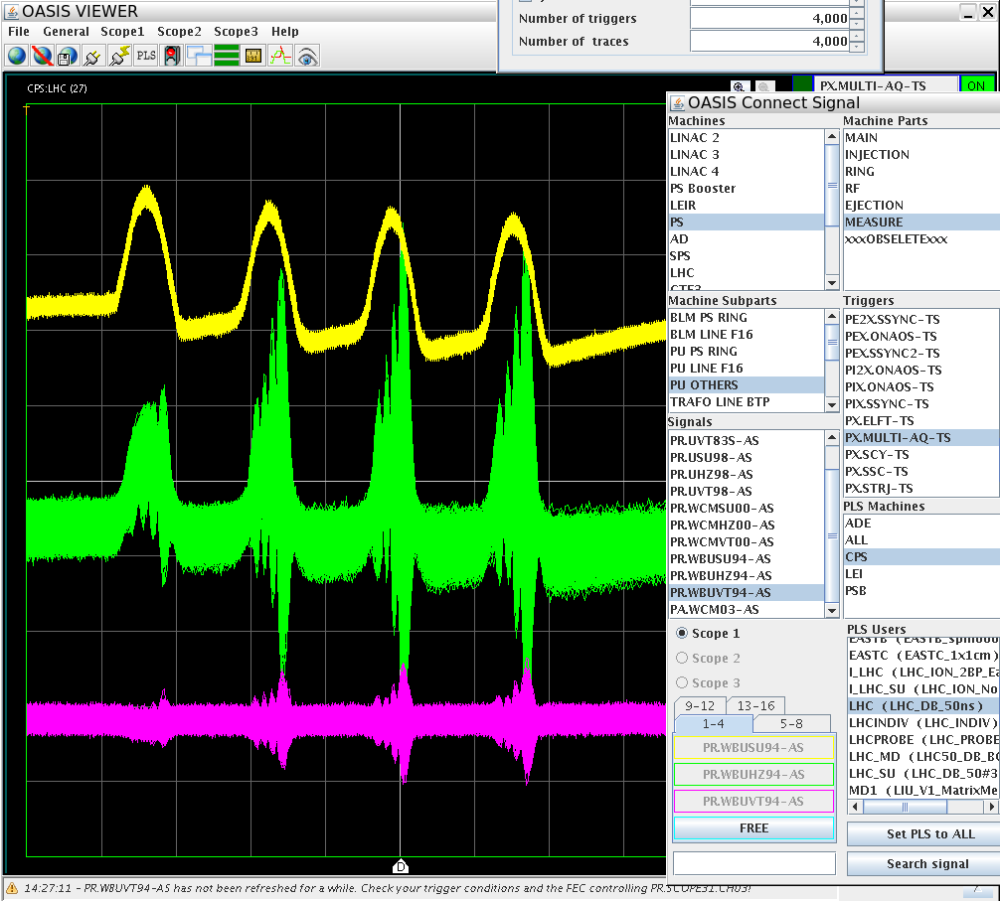 OASIS VIEWER
File General Scope1 Scope2 Scope3 Help
PLS
Number of triggers 4,000
Number of traces 4,000
CPS:LHC (27)
PX.MULTI-AQ-TS ON
OASIS Connect Signal
Machines
LINAC 2
LINAC 3
LINAC 4
PS Booster
LEIR
PS
AD
SPS
LHC
CTF3
Machine Parts
MAIN
INJECTION
RING
RF
EJECTION
MEASURE
xxxOBSELETExxx
Machine Subparts
BLM PS RING
BLM LINE F16
PU PS RING
PU LINE F16
PU OTHERS
TRAFO LINE BTP
Triggers
PE2X.SSYNC-TS
PEX.ONAOS-TS
PEX.SSYNC2-TS
PI2X.ONAOS-TS
PIX.ONAOS-TS
PIX.SSYNC-TS
PX.ELFT-TS
PX.MULTI-AQ-TS
PX.SCY-TS
PX.SSC-TS
PX.STRJ-TS
Signals
PR.UVT83S-AS
PR.USU98-AS
PR.UHZ98-AS
PR.UVT98-AS
PR.WCMSU00-AS
PR.WCMHZ00-AS
PR.WCMVT00-AS
PR.WBUSU94-AS
PR.WBUHZ94-AS
PR.WBUVT94-AS
PA.WCM03-AS
PLS Machines
ADE
ALL
CPS
LEI
PSB
Scope 1
Scope 2
Scope 3
9-12 13-16
1-4 5-8
PR.WBUSU94-AS
PR.WBUHZ94-AS
PR.WBUVT94-AS
FREE
PLS Users
EASTC (EASTC_1x1cm)
I_LHC (LHC_ION_2BP_Ea
I_LHC_SU (LHC_ION_No
LHC (LHC_DB_50ns)
LHCINDIV (LHC_INDIV)
LHCPROBE (LHC_PROBE
LHC_MD (LHC50_DB_BC
LHC_SU (LHC_DB_50#3
MD1 (LIU_V1_MatrixMe
Set PLS to ALL
Search signal
D
14:27:11 - PR.WBUVT94-AS has not been refreshed for a while. Check your trigger conditions and the FEC controlling PR.SCOPE31.CH03!